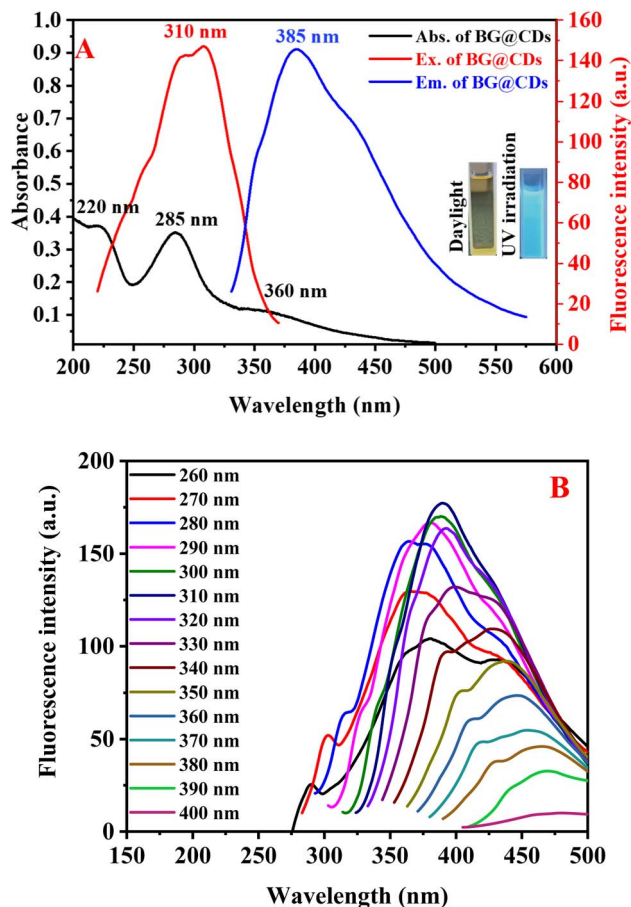 A
310 nm
385 nm
Abs. of BG@CDs
Ex. of BG@CDs
Em. of BG@CDs
220 nm
285 nm
360 nm
Daylight
UV irradiation
1.0
0.9
0.8
0.7
0.6
0.5
0.4
0.3
0.2
0.1
Absorbance
160
140
120
100
80
60
40
20
0
Fluorescence intensity (a.u.)
200 250 300 350 400 450 500 550 600
Wavelength (nm)
B
260 nm
270 nm
280 nm
290 nm
300 nm
310 nm
320 nm
330 nm
340 nm
350 nm
360 nm
370 nm
380 nm
390 nm
400 nm
200
150
100
50
0
Fluorescence intensity (a.u.)
150 200 250 300 350 400 450 500
Wavelength (nm)